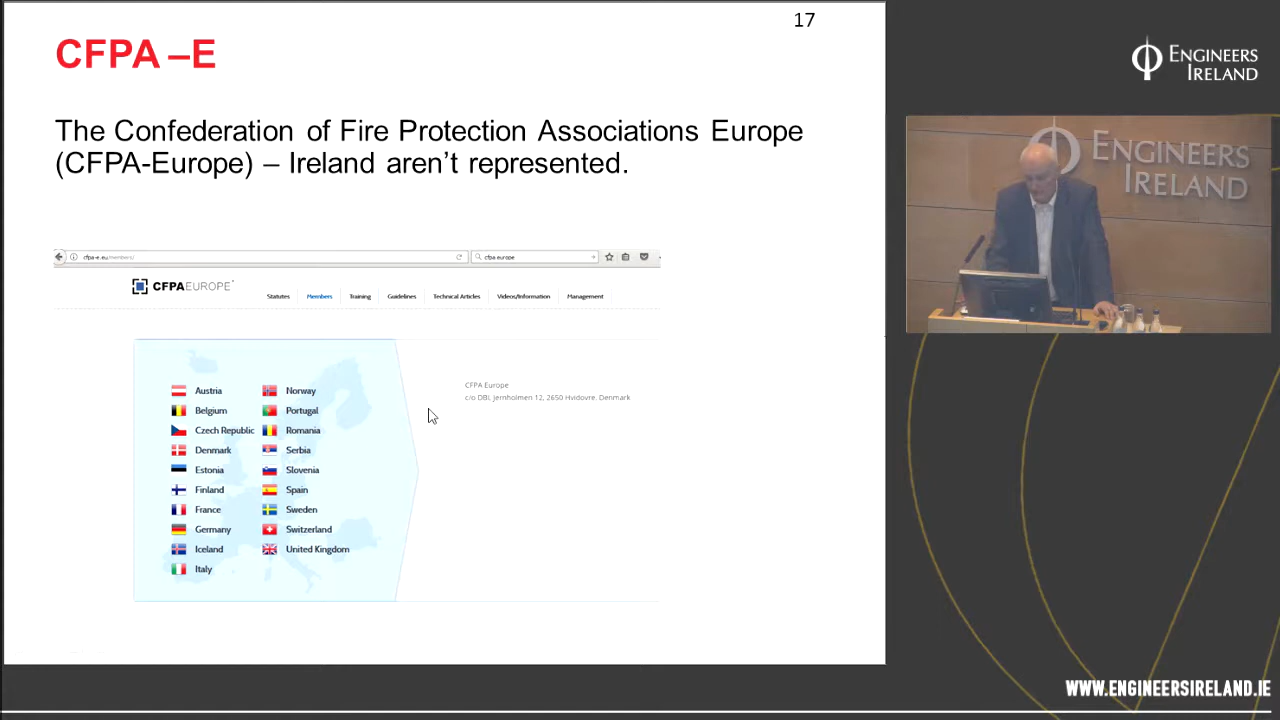 17
CFPA –E
The Confederation of Fire Protection Associations Europe
(CFPA-Europe) – Ireland aren’t represented.
cfpa-e.eu/members/
cfpa europe
CFPAEUROPE
Statutes
Members
Training
Guidelines
Technical Articles
Videos/Information
Management
Austria
Belgium
Czech Republic
Denmark
Estonia
Finland
France
Germany
Iceland
Italy
Norway
Portugal
Romania
Serbia
Slovenia
Spain
Sweden
Switzerland
United Kingdom
CFPA Europe
c/o DBI, Jernholmen 12, 2650 Hvidovre. Denmark
ENGINEERS
IRELAND
ENGINEERS
IRELAND
WWW.ENGINEERSIRELAND.IE